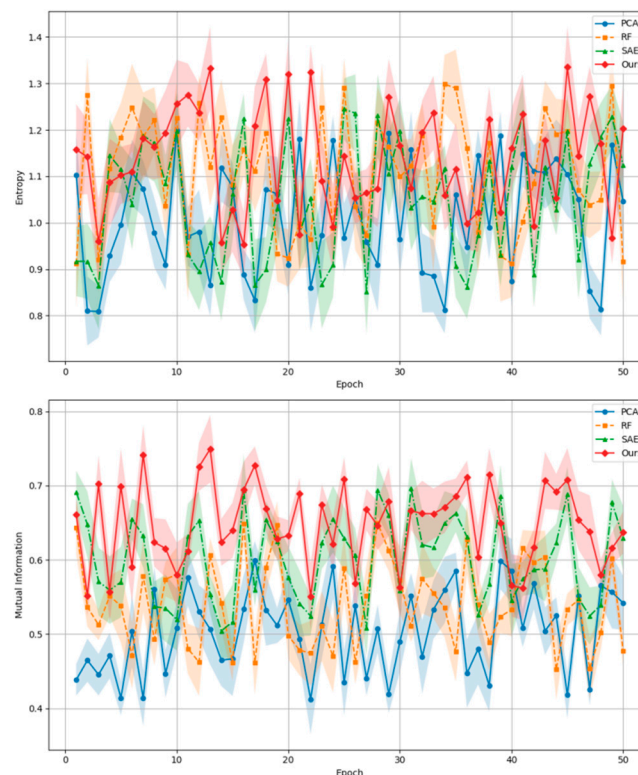 1.4
1.3
1.2
1.1
1.0
0.9
0.8
Entropy
0 10 20 30 40 50
Epoch
PCA
RF
SAE
Our
0.8
0.7
0.6
0.5
0.4
Mutual Information
0 10 20 30 40 50
Epoch
PCA
RF
SAE
Our